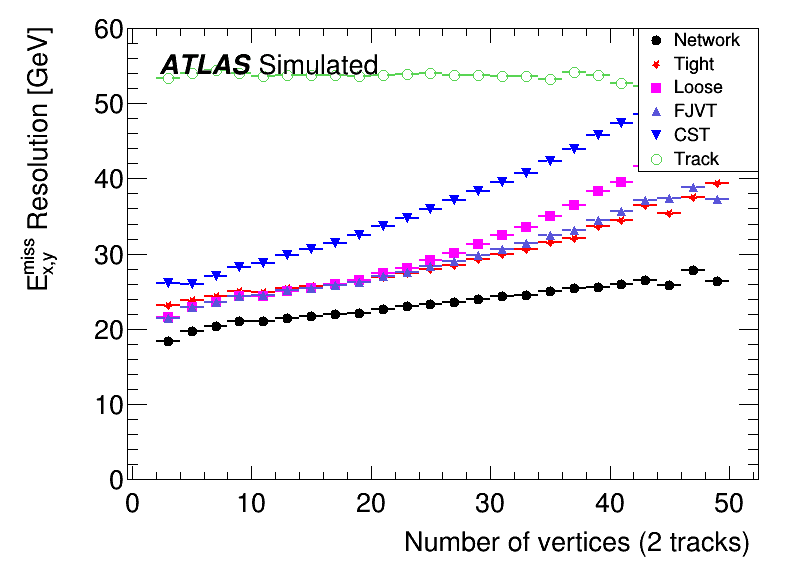 60
50
40
30
20
10
0
0 10 20 30 40 50
E^miss_x,y Resolution [GeV]
Number of vertices (2 tracks)
ATLAS Simulated
Network
Tight
Loose
FJVT
CST
Track